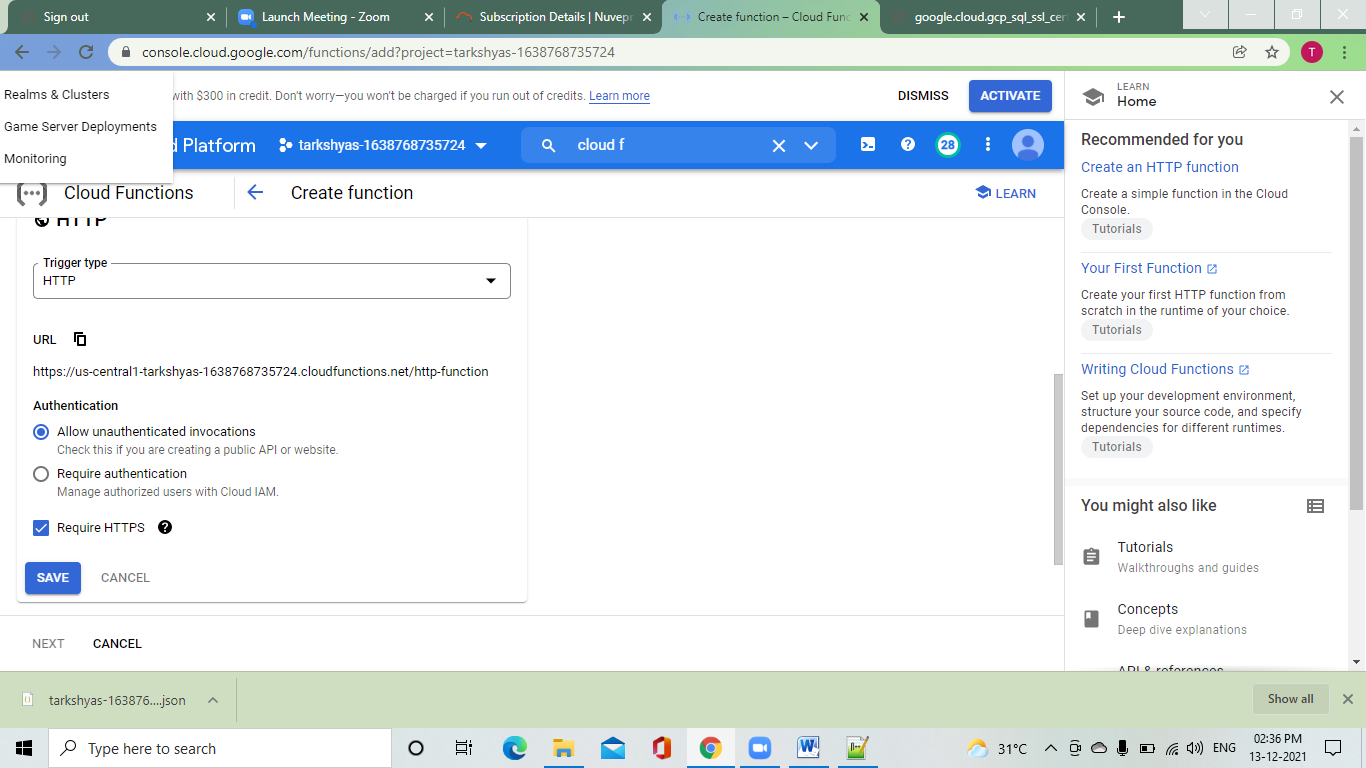 Sign out
Launch Meeting - Zoom
Subscription Details | Nuvepr
Create function – Cloud Func
google.cloud.gcp_sql_ssl_cer
console.cloud.google.com/functions/add?project=tarkshyas-1638768735724
T
Realms & Clusters
Game Server Deployments
Monitoring
with $300 in credit. Don't worry—you won't be charged if you run out of credits. Learn more
DISMISS
ACTIVATE
d Platform
tarkshyas-1638768735724
cloud f
28
Cloud Functions
Create function
LEARN
HTTP
Trigger type
HTTP
URL
https://us-central1-tarkshyas-1638768735724.cloudfunctions.net/http-function
Authentication
Allow unauthenticated invocations
Check this if you are creating a public API or website.
Require authentication
Manage authorized users with Cloud IAM.
Require HTTPS
SAVE
CANCEL
NEXT
CANCEL
LEARN
Home
Recommended for you
Create an HTTP function
Create a simple function in the Cloud
Console.
Tutorials
Your First Function
Create your first HTTP function from
scratch in the runtime of your choice.
Tutorials
Writing Cloud Functions
Set up your development environment,
structure your source code, and specify
dependencies for different runtimes.
Tutorials
You might also like
Tutorials
Walkthroughs and guides
Concepts
Deep dive explanations
API & references
tarkshyas-163876....json
Show all
Type here to search
31°C
ENG
02:36 PM
13-12-2021